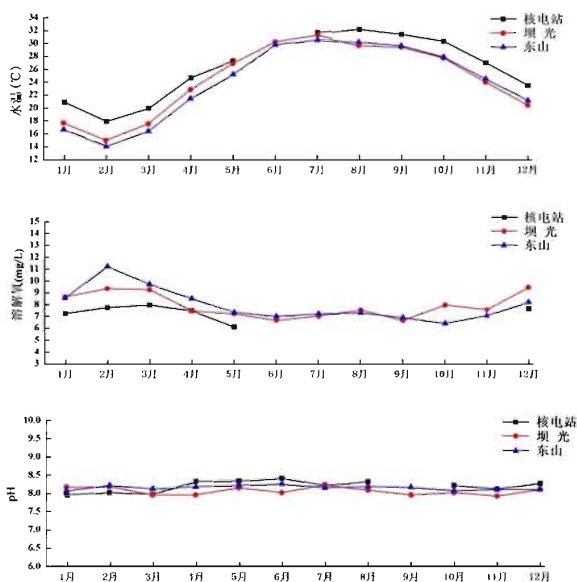 34
32
30
28
26
24
22
20
18
16
14
12
水温 (℃)
核电站
坝 光
东山
1月 2月 3月 4月 5月 6月 7月 8月 9月 10月 11月 12月
15
14
13
12
11
10
9
8
7
6
5
4
3
溶解氧(mg/L)
核电站
坝 光
东山
1月 2月 3月 4月 5月 6月 7月 8月 9月 10月 11月 12月
10.0
9.5
9.0
8.5
8.0
7.5
7.0
6.5
6.0
pH
核电站
坝 光
东山
1月 2月 3月 4月 5月 6月 7月 8月 9月 10月 11月 12月